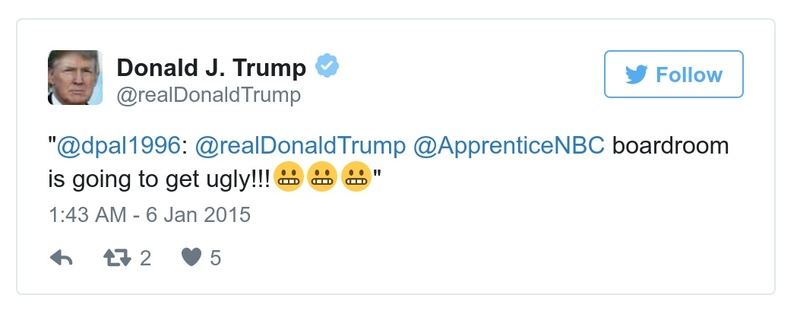 Donald J. Trump
Follow
@realDonaldTrump
"@dpal1996: @realDonaldTrump @ApprenticeNBC boardroom
is going to get ugly!!!😬😬😬"
1:43 AM - 6 Jan 2015
2 5